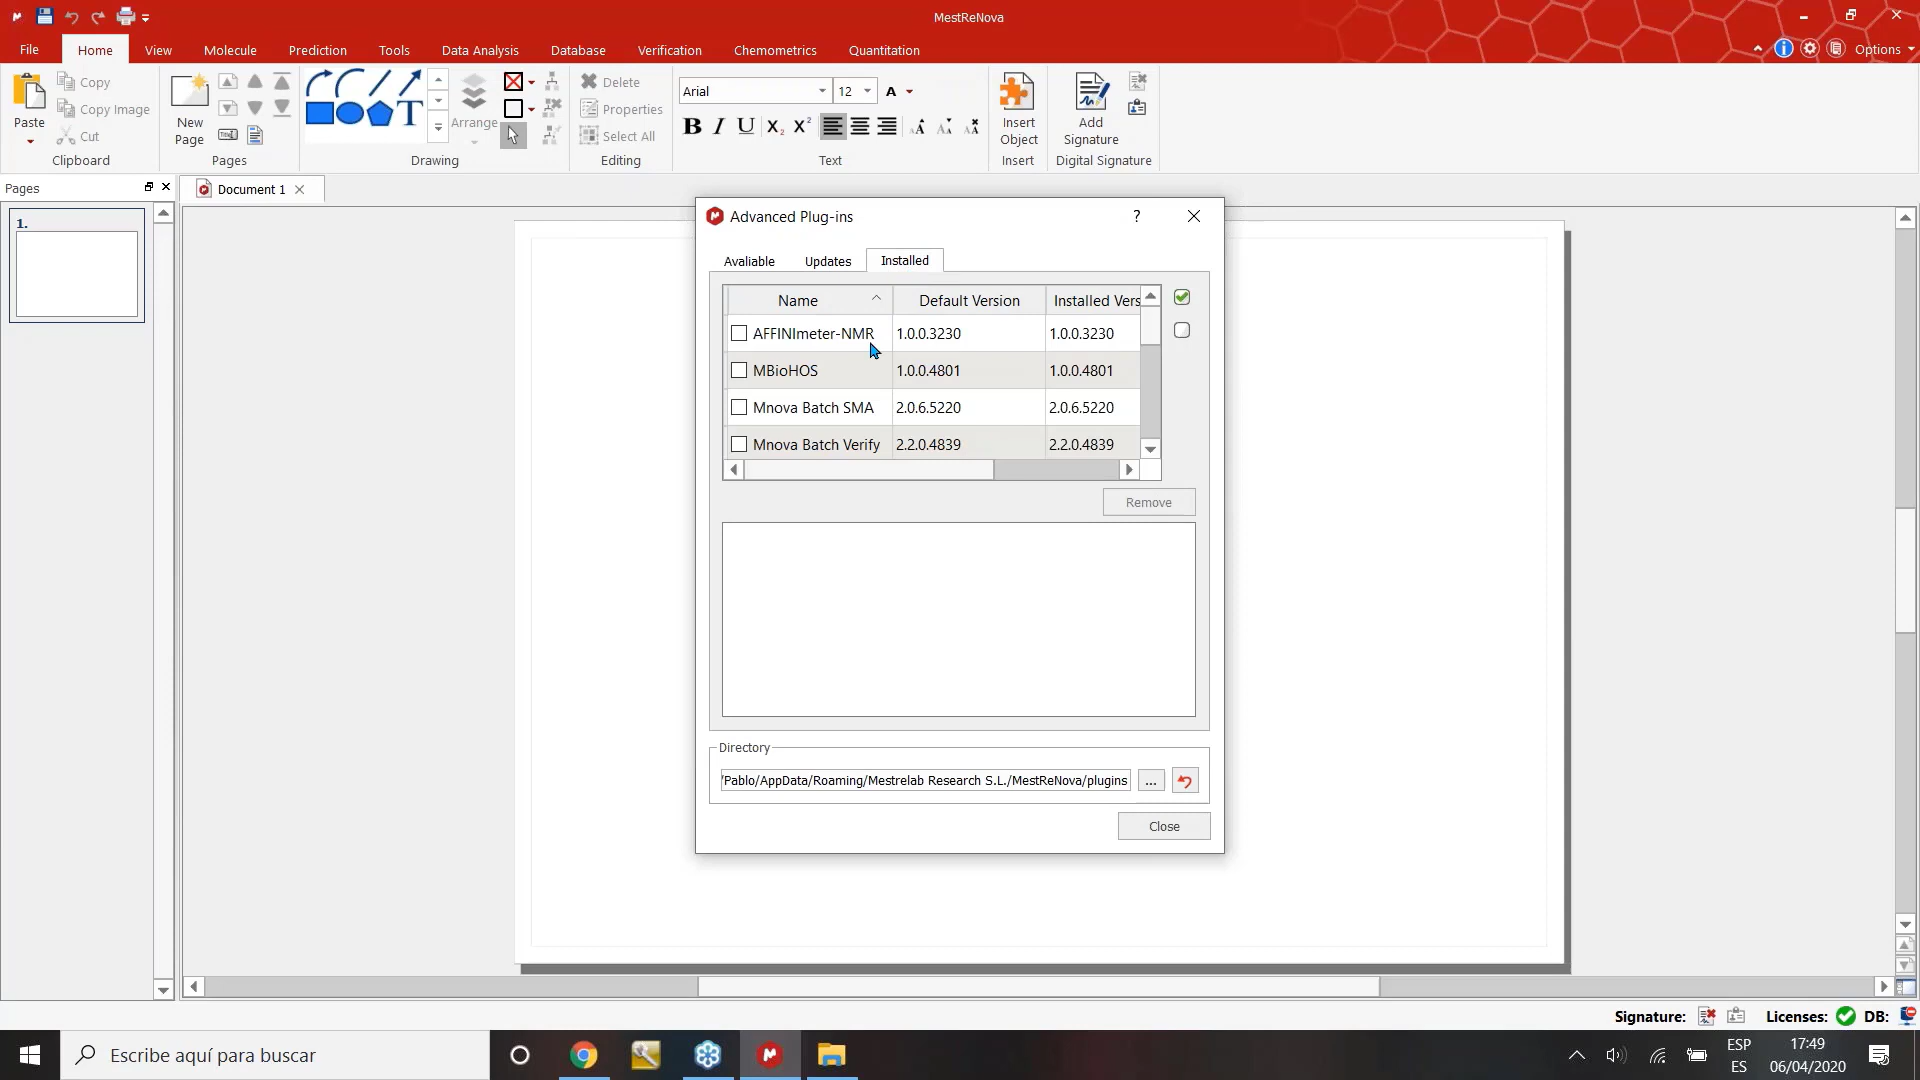 MestReNova
File Home View Molecule Prediction Tools Data Analysis Database Verification Chemometrics Quantitation Options
Paste
Copy
Copy Image
Cut
Clipboard
New
Page
Pages
T
Arrange
Drawing
Delete
Properties
Select All
Editing
Arial 12 A
B I U X₂ X² A A A
Text
Insert
Object
Insert
Add
Signature
Digital Signature
Pages
Document 1
1.
Advanced Plug-ins ?
Avaliable Updates Installed
Name Default Version Installed Vers
AFFINImeter-NMR 1.0.0.3230 1.0.0.3230
MBioHOS 1.0.0.4801 1.0.0.4801
Mnova Batch SMA 2.0.6.5220 2.0.6.5220
Mnova Batch Verify 2.2.0.4839 2.2.0.4839
Remove
Directory
/Pablo/AppData/Roaming/Mestrelab Research S.L./MestReNova/plugins ...
Close
Signature: Licenses: DB:
Escribe aquí para buscar
ESP
ES
17:49
06/04/2020